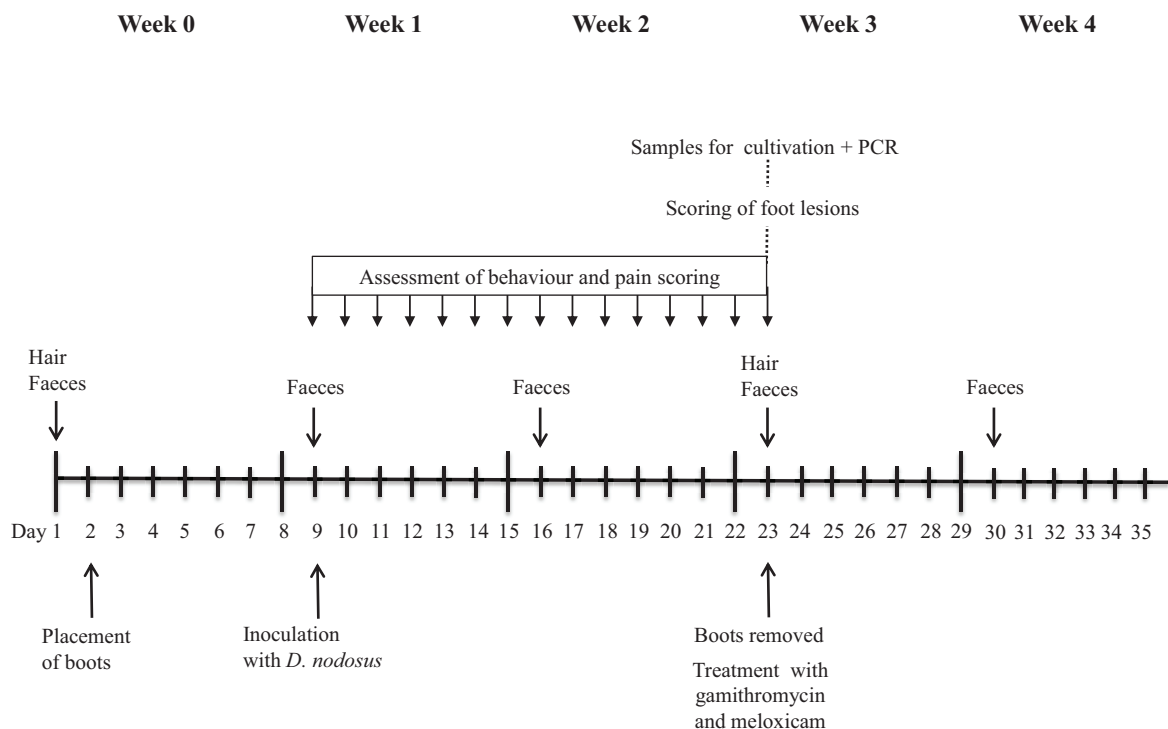 Week 0 Week 1 Week 2 Week 3 Week 4
Samples for cultivation + PCR
Scoring of foot lesions
Assessment of behaviour and pain scoring
Hair
Faeces
Faeces
Faeces
Hair
Faeces
Faeces
Day 1 2 3 4 5 6 7 8 9 10 11 12 13 14 15 16 17 18 19 20 21 22 23 24 25 26 27 28 29 30 31 32 33 34 35
Placement
of boots
Inoculation
with D. nodosus
Boots removed
Treatment with
gamithromycin
and meloxicam